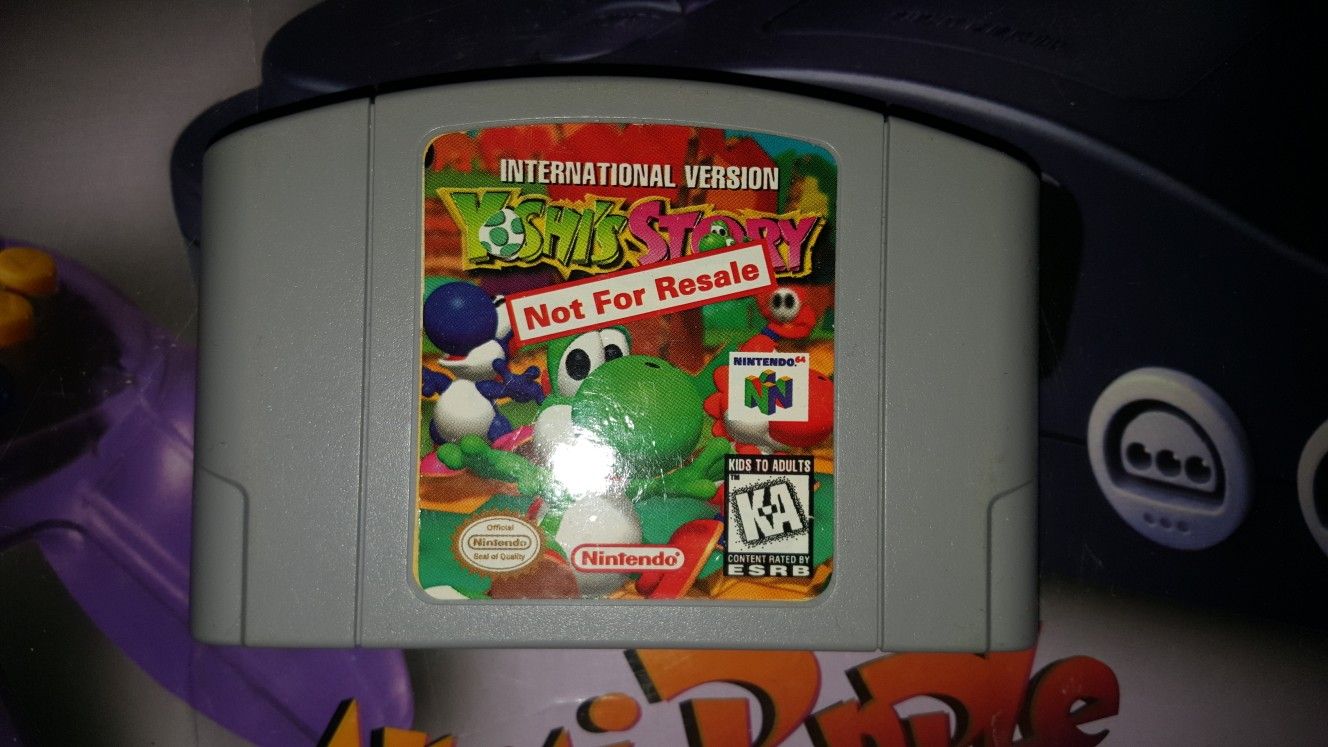 INTERNATIONAL VERSION
YOSHI'S STORY
Not For Resale
NINTENDO64
KIDS TO ADULTS
TM
K-A
CONTENT RATED BY
ESRB
Official
Nintendo
Seal of Quality
Nintendo®